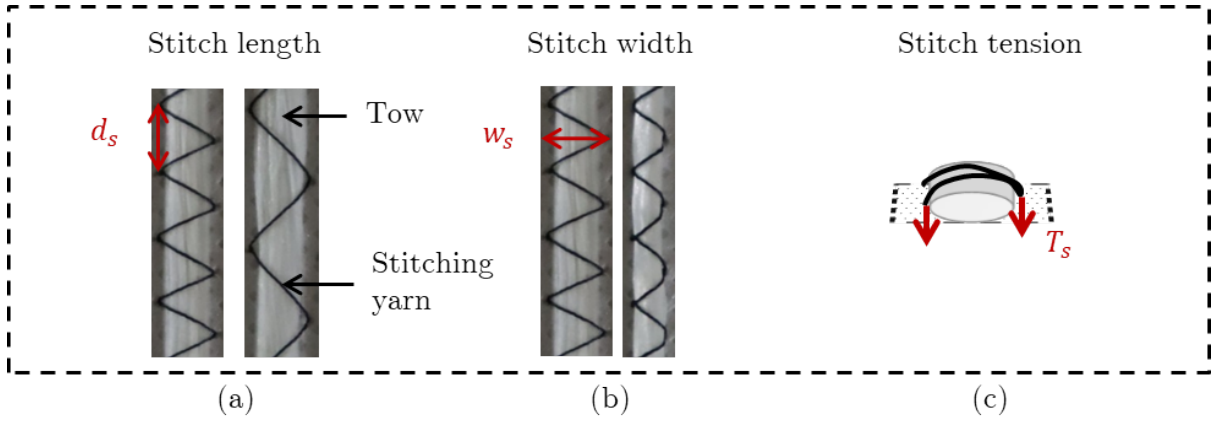 Stitch length
Stitch width
Stitch tension
d_s
Tow
Stitching
yarn
w_s
T_s
(a)
(b)
(c)